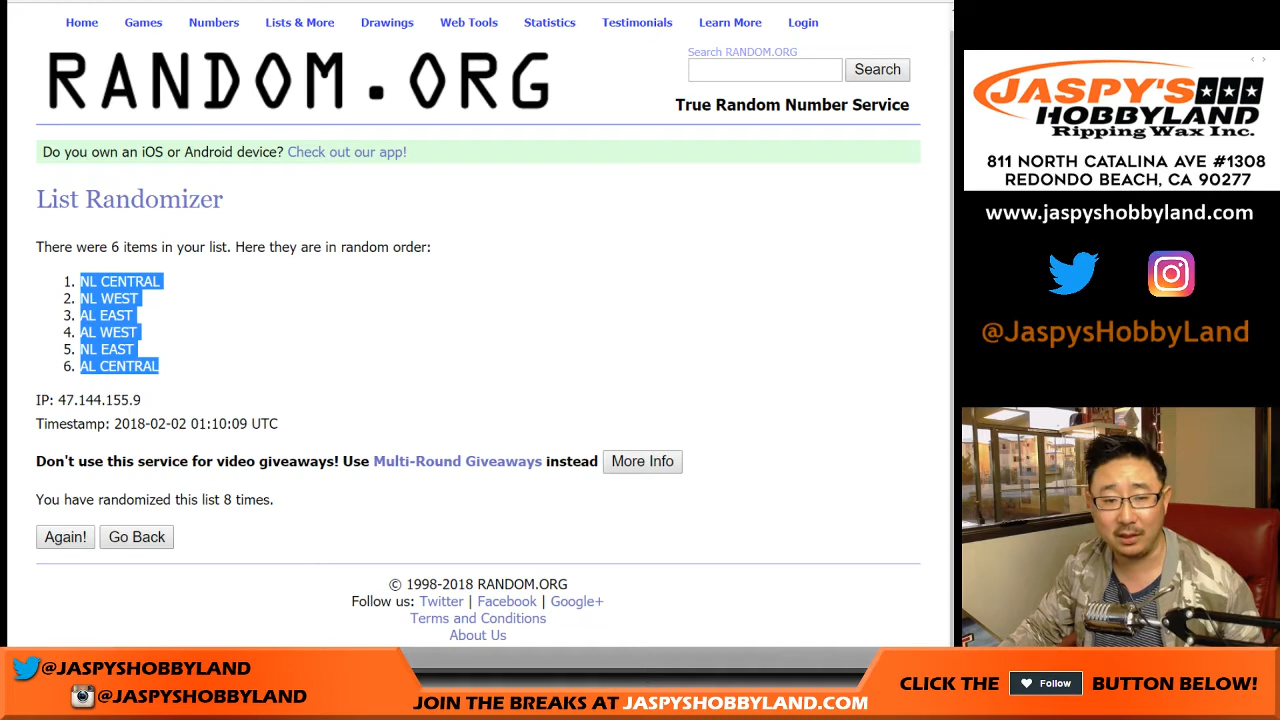 Home Games Numbers Lists & More Drawings Web Tools Statistics Testimonials Learn More Login
RANDOM.ORG
Search RANDOM.ORG
Search
True Random Number Service
Do you own an iOS or Android device? Check out our app!
List Randomizer
There were 6 items in your list. Here they are in random order:
1. NL CENTRAL
2. NL WEST
3. AL EAST
4. AL WEST
5. NL EAST
6. AL CENTRAL
IP: 47.144.155.9
Timestamp: 2018-02-02 01:10:09 UTC
Don't use this service for video giveaways! Use Multi-Round Giveaways instead More Info
You have randomized this list 8 times.
Again! Go Back
© 1998-2018 RANDOM.ORG
Follow us: Twitter | Facebook | Google+
Terms and Conditions
About Us
JASPY'S
HOBBYLAND
Ripping Wax Inc.
811 NORTH CATALINA AVE #1308
REDONDO BEACH, CA 90277
www.jaspyshobbyland.com
@JaspysHobbyLand
@JASPYSHOBBYLAND
@JASPYSHOBBYLAND
JOIN THE BREAKS AT JASPYSHOBBYLAND.COM
CLICK THE Follow BUTTON BELOW!